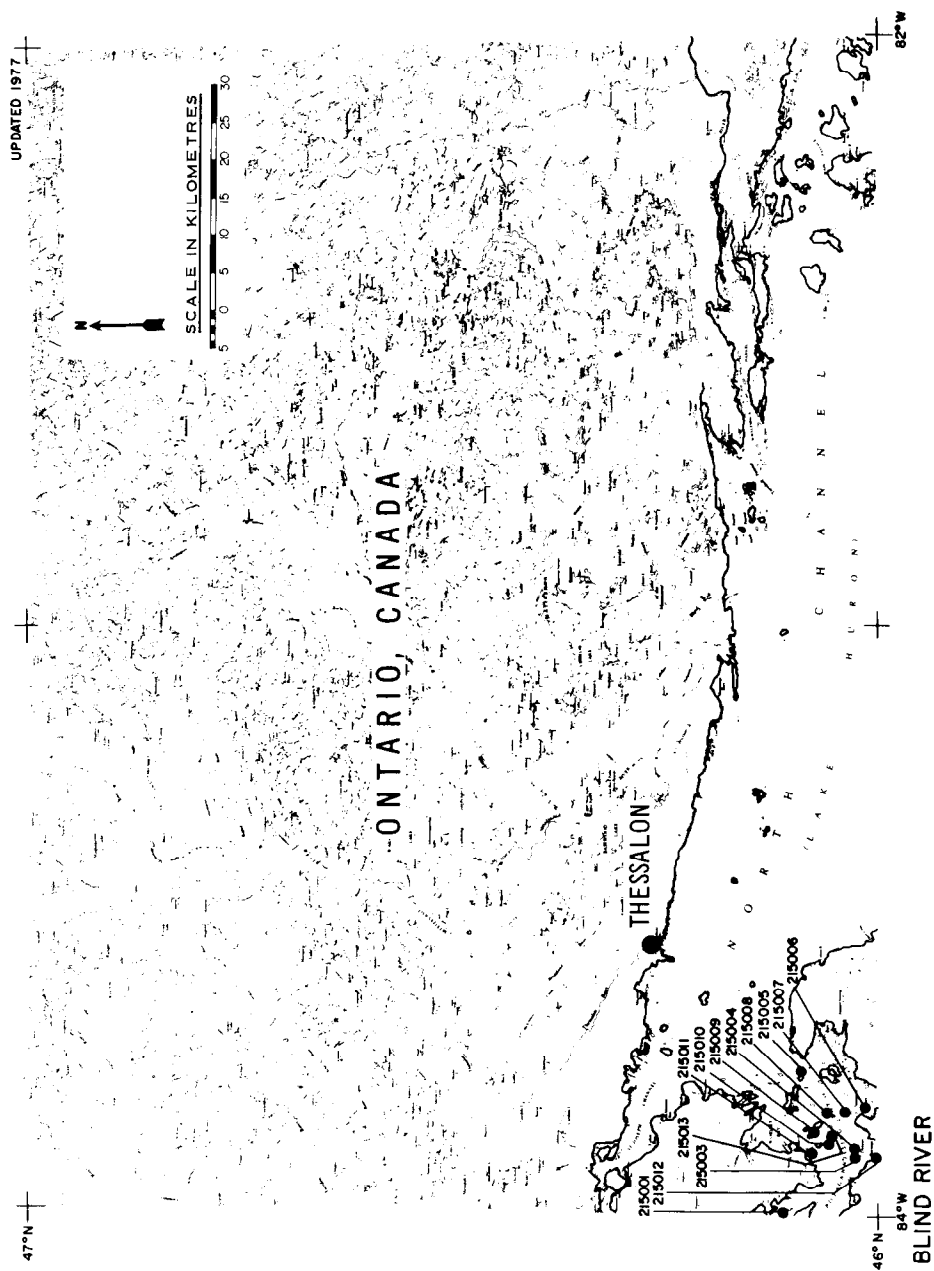 UPDATED 1977
47°N
N
SCALE IN KILOMETRES
5 0 5 10 15 20 25 30
ONTARIO, CANADA
THESSALON
NORTH CHANNEL
(LAKE HURON)
215011
215010
215009
215004
215008
215005
215007
215006
215013
215003
215001
215012
46°N
84°W
82°W
BLIND RIVER